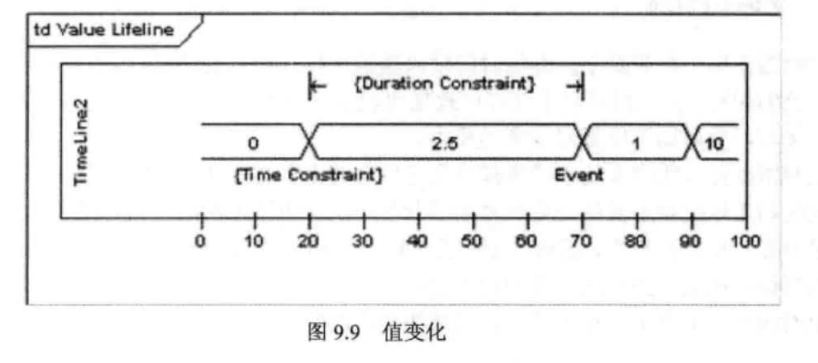 td Value Lifeline
{Duration Constraint}
TimeLine2
0 2.5 1 10
{Time Constraint} Event
0 10 20 30 40 50 60 70 80 90 100
图 9.9 值变化